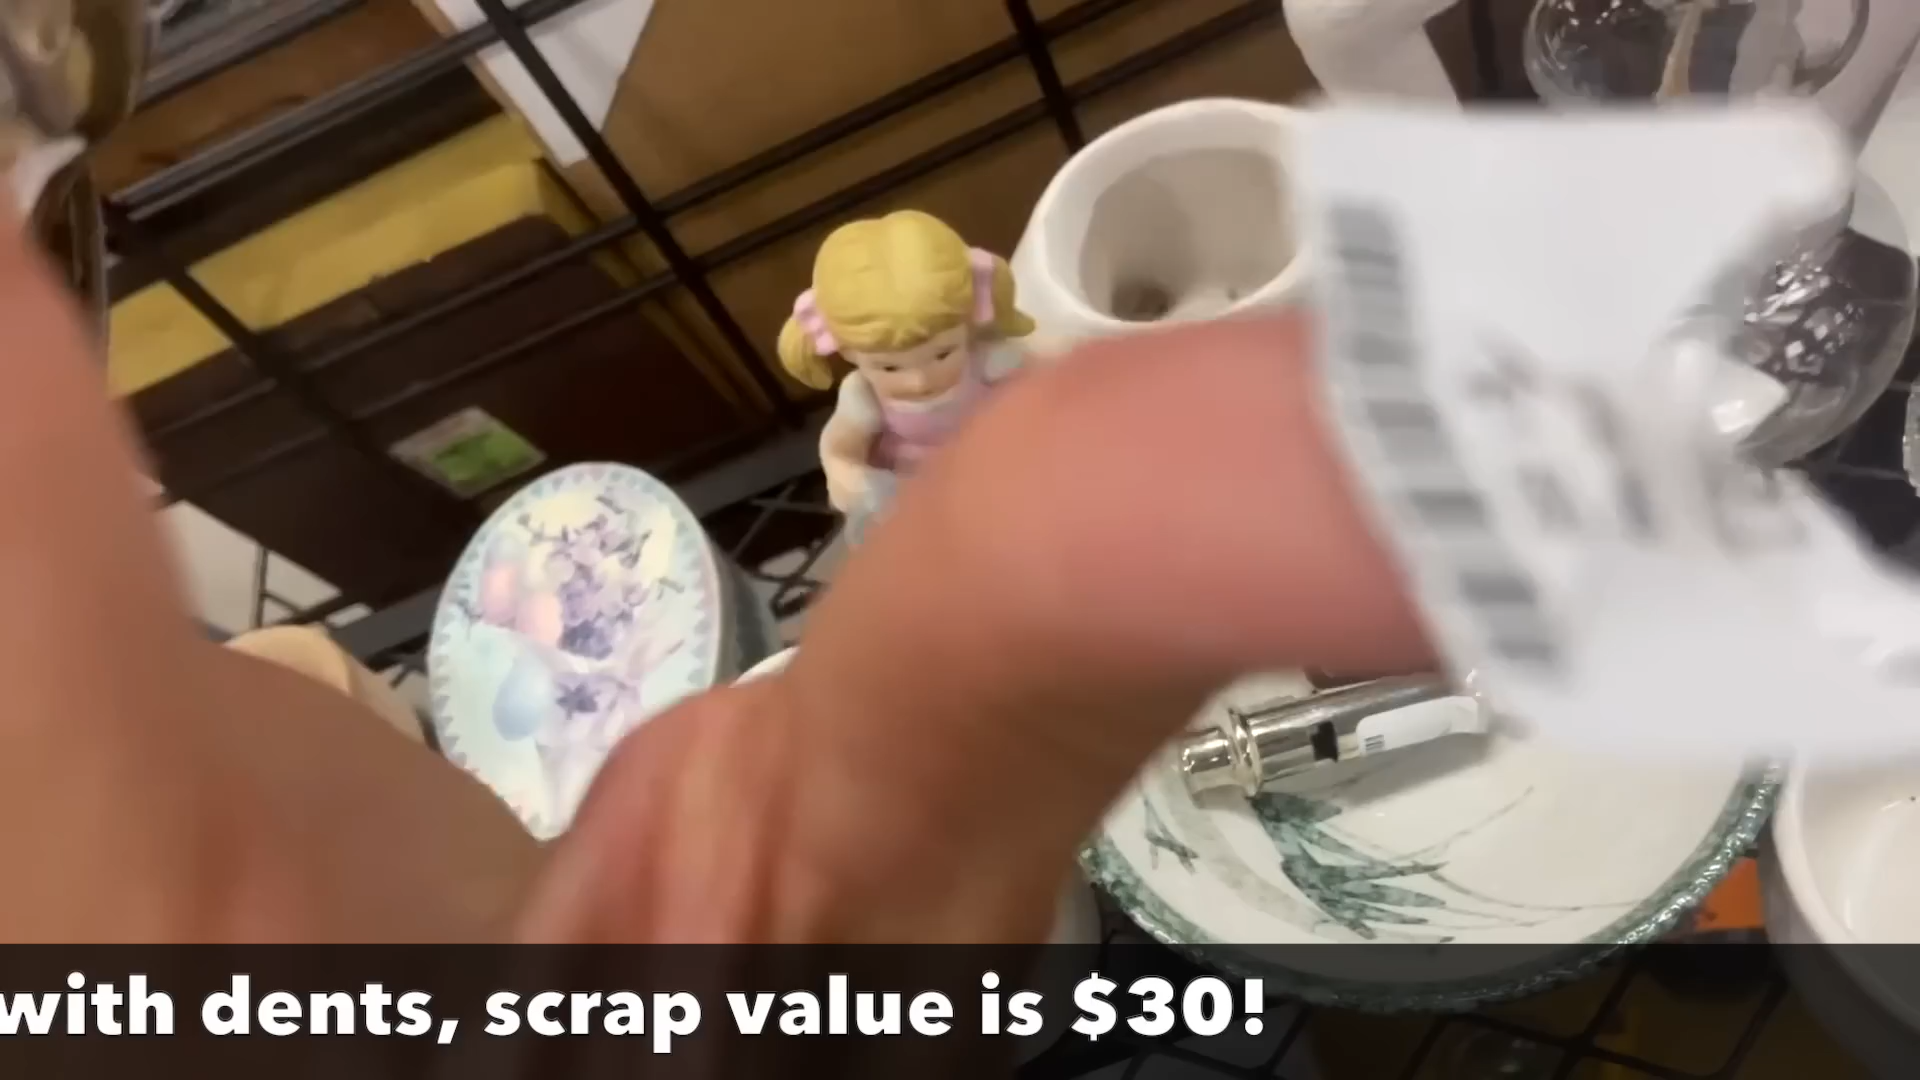 with dents, scrap value is $30!